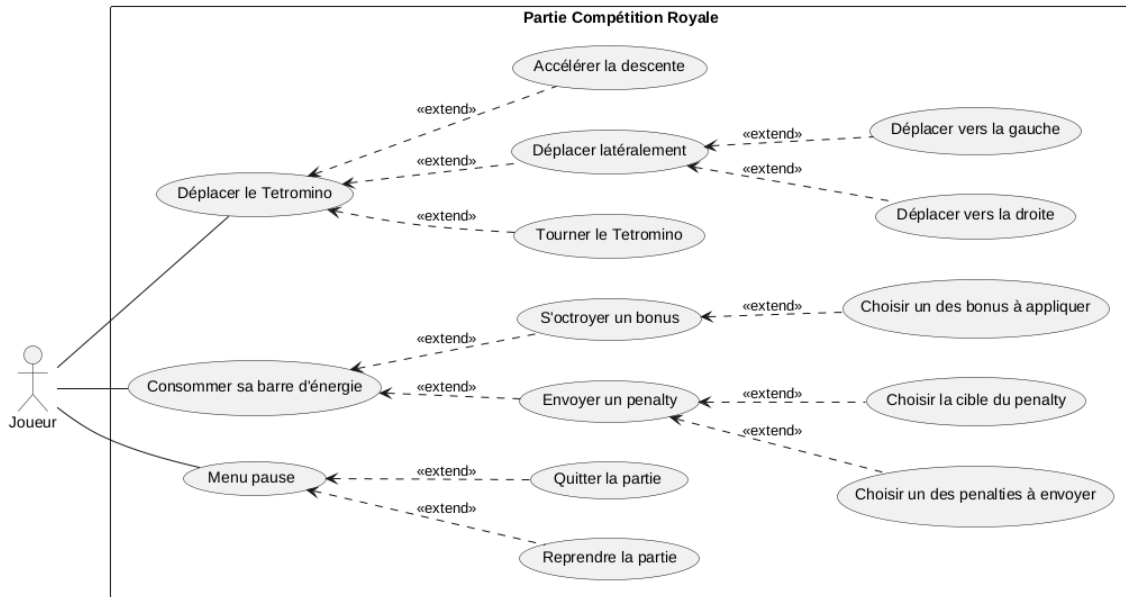 Partie Compétition Royale
Accélérer la descente
«extend»
Déplacer vers la gauche
«extend»
Déplacer latéralement
«extend»
Déplacer le Tetromino
«extend»
Déplacer vers la droite
«extend»
Tourner le Tetromino
«extend»
Choisir un des bonus à appliquer
S'octroyer un bonus
«extend»
Joueur
Consommer sa barre d'énergie
«extend»
Envoyer un penalty
«extend»
Choisir la cible du penalty
«extend»
Menu pause
«extend»
Quitter la partie
Choisir un des penalties à envoyer
«extend»
Reprendre la partie